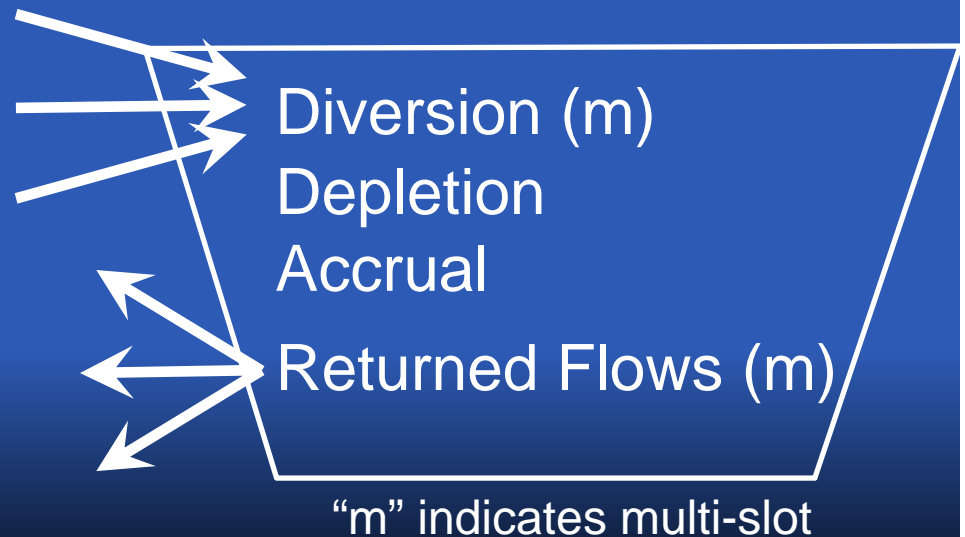 Diversion (m)
Depletion
Accrual
Returned Flows (m)
“m” indicates multi-slot